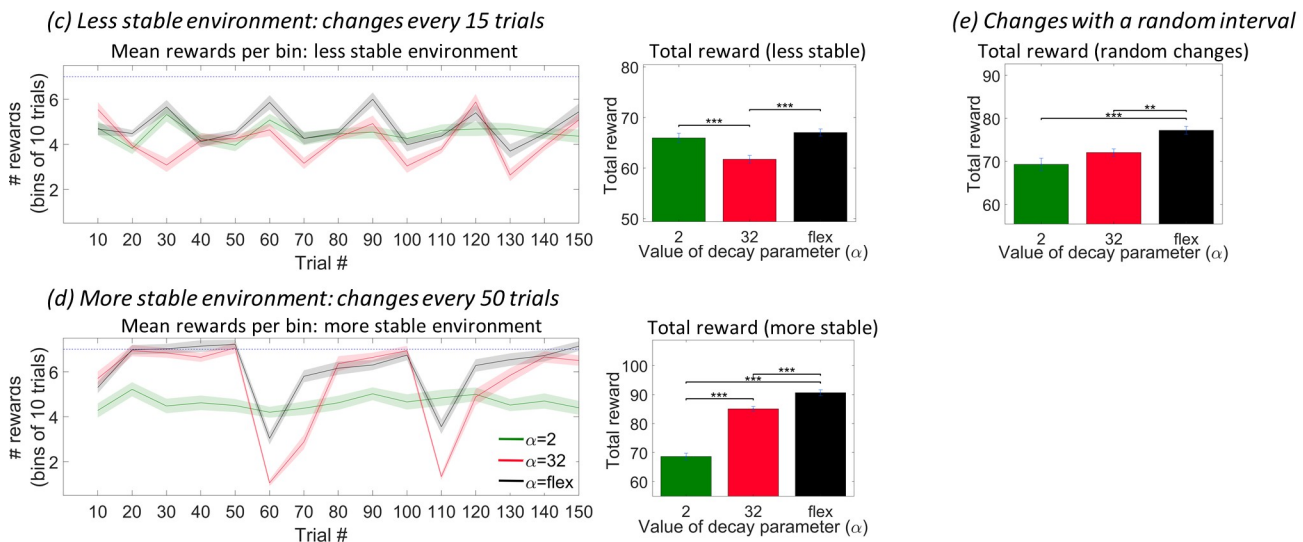 (c) Less stable environment: changes every 15 trials
Mean rewards per bin: less stable environment
# rewards
(bins of 10 trials)
6
4
2
10 20 30 40 50 60 70 80 90 100 110 120 130 140 150
Trial #
Total reward (less stable)
Total reward
80
70
60
50
***
***
2 32 flex
Value of decay parameter (α)
(e) Changes with a random interval
Total reward (random changes)
Total reward
90
80
70
60
**
***
2 32 flex
Value of decay parameter (α)
(d) More stable environment: changes every 50 trials
Mean rewards per bin: more stable environment
# rewards
(bins of 10 trials)
6
4
2
α=2
α=32
α=flex
10 20 30 40 50 60 70 80 90 100 110 120 130 140 150
Trial #
Total reward (more stable)
Total reward
100
90
80
70
60
***
***
***
2 32 flex
Value of decay parameter (α)